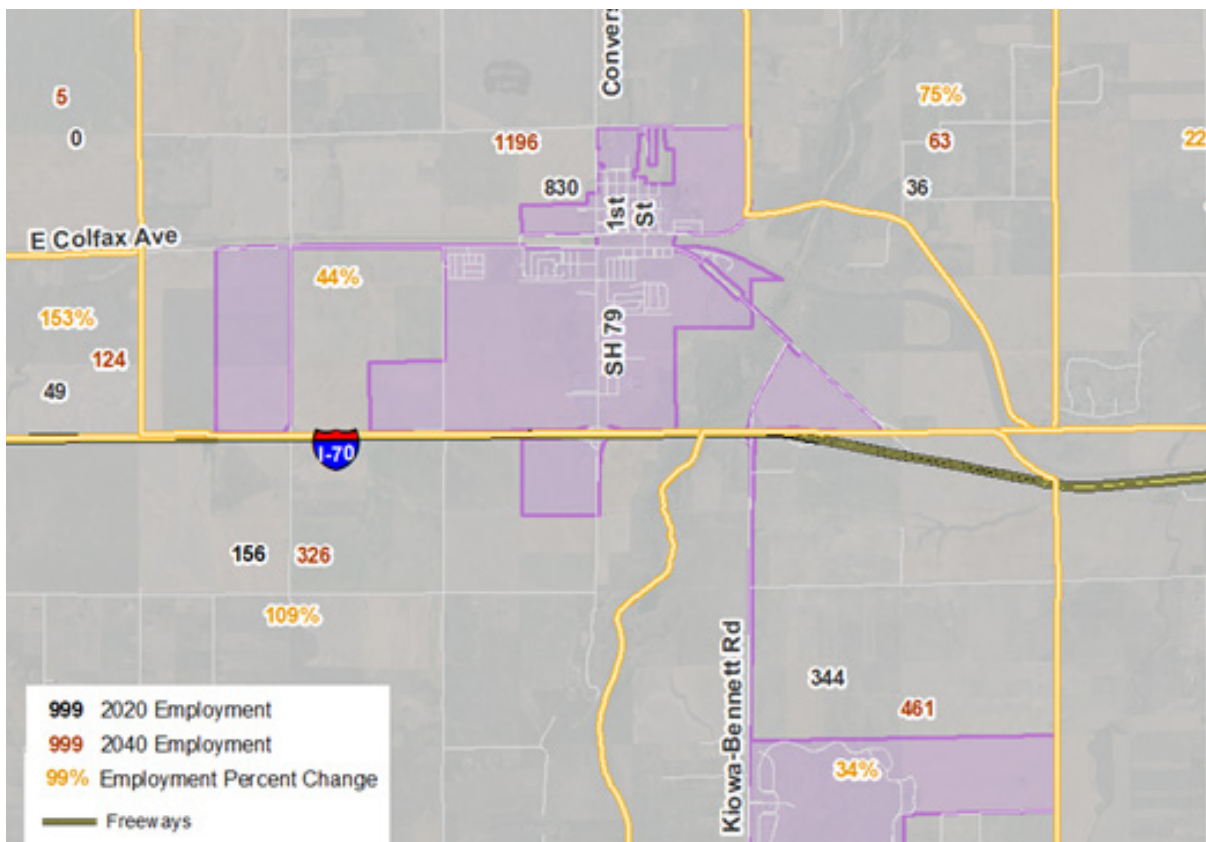 Convers
5
0
1196
830
1st
St
75%
63
36
22
E Colfax Ave
44%
153%
124
49
SH 79
I-70
156 326
109%
Kiowa-Bennett Rd
344
461
34%
999 2020 Employment
999 2040 Employment
99% Employment Percent Change
Freeways